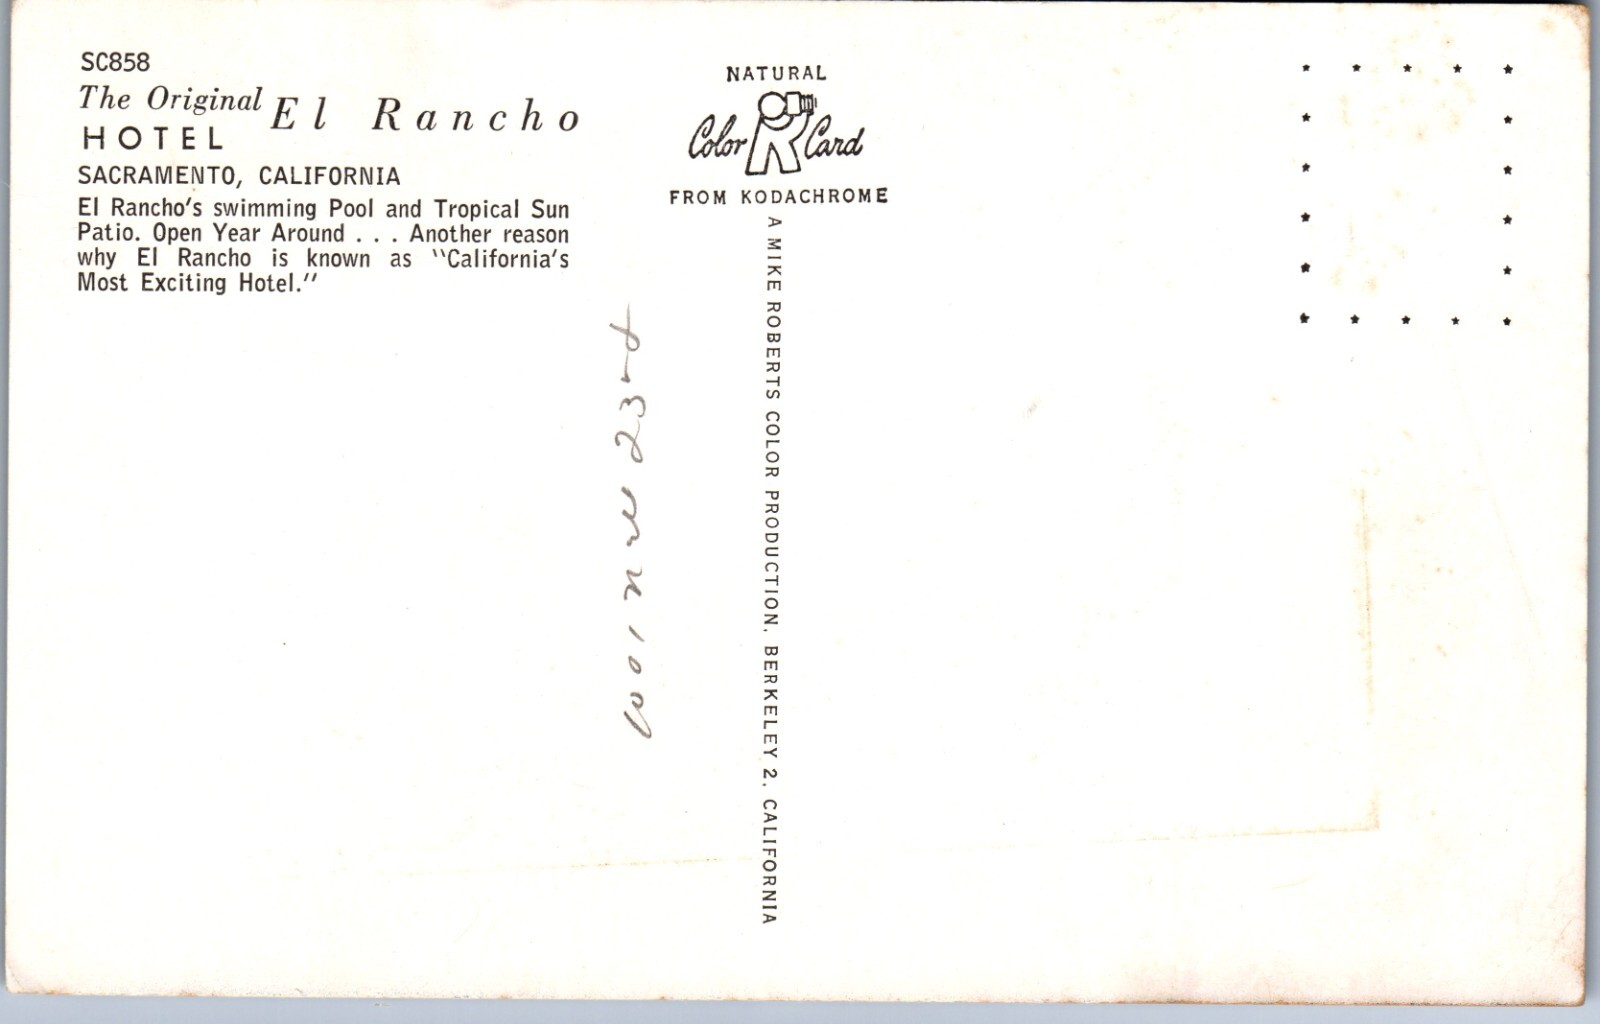 SC858
The Original El Rancho
HOTEL
SACRAMENTO, CALIFORNIA
El Rancho's swimming Pool and Tropical Sun
Patio. Open Year Around . . . Another reason
why El Rancho is known as "California's
Most Exciting Hotel."
NATURAL
Color Card
FROM KODACHROME
A MIKE ROBERTS COLOR PRODUCTION, BERKELEY 2, CALIFORNIA
23rd